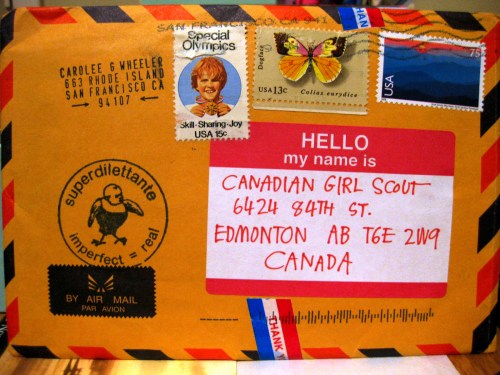 SAN FRANCISCO CA 941
THANK
CAROLEE G WHEELER
663 RHODE ISLAND
SAN FRANCISCO CA
94107
Special
Olympics
Skill·Sharing·Joy
USA 15c
Dogface
USA 13c
Colias eurydice
USA
HELLO
my name is
CANADIAN GIRL SCOUT
6424 84TH ST.
EDMONTON AB T6E 2W9
CANADA
superdilettante
imperfect = real
BY AIR MAIL
PAR AVION
THANK